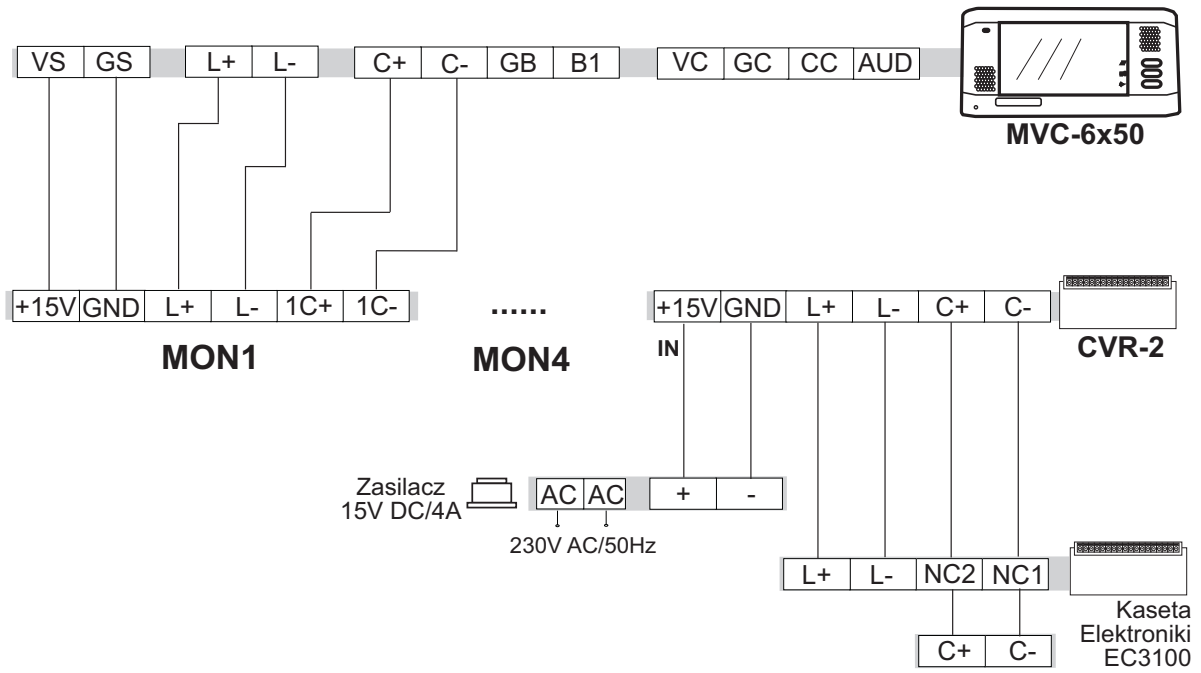 VS GS L+ L- C+ C- GB B1 VC GC CC AUD
MVC-6x50
+15V GND L+ L- 1C+ 1C-
MON1
......
MON4
+15V GND L+ L- C+ C-
IN
CVR-2
Zasilacz
15V DC/4A
AC AC + -
230V AC/50Hz
L+ L- NC2 NC1
Kaseta
Elektroniki
EC3100
C+ C-